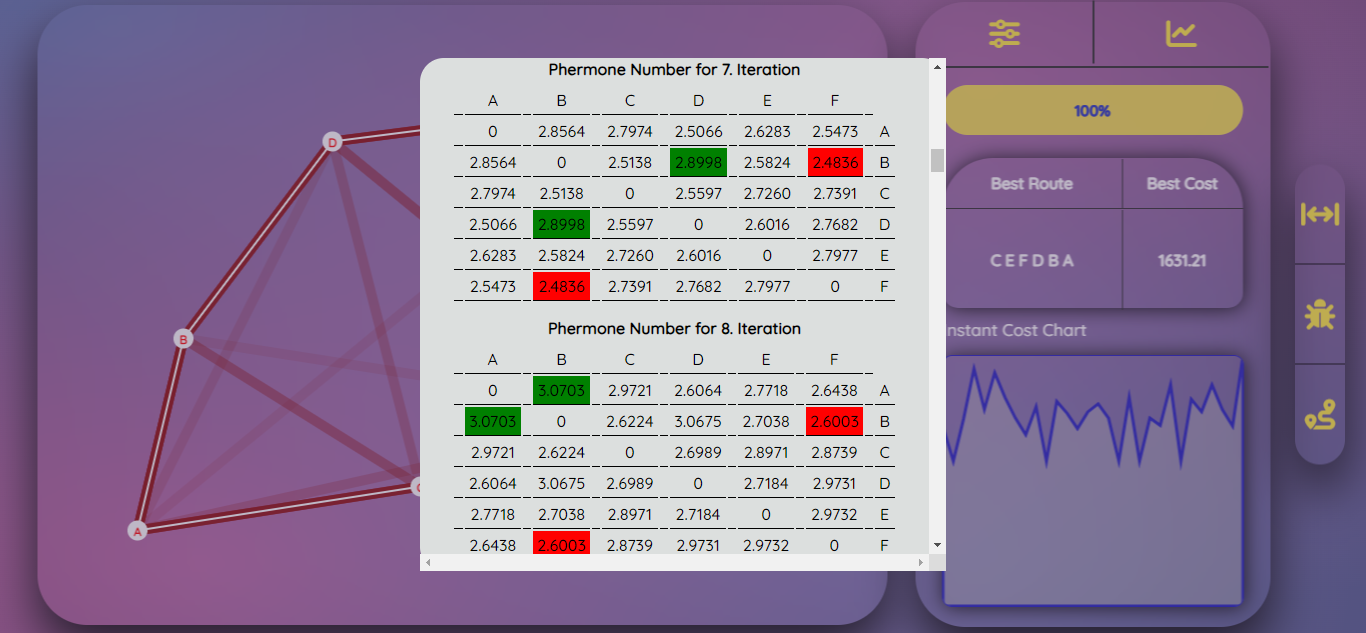 Phermone Number for 7. Iteration
A B C D E F
0 2.8564 2.7974 2.5066 2.6283 2.5473 A
2.8564 0 2.5138 2.8998 2.5824 2.4836 B
2.7974 2.5138 0 2.5597 2.7260 2.7391 C
2.5066 2.8998 2.5597 0 2.6016 2.7682 D
2.6283 2.5824 2.7260 2.6016 0 2.7977 E
2.5473 2.4836 2.7391 2.7682 2.7977 0 F
Phermone Number for 8. Iteration
A B C D E F
0 3.0703 2.9721 2.6064 2.7718 2.6438 A
3.0703 0 2.6224 3.0675 2.7038 2.6003 B
2.9721 2.6224 0 2.6989 2.8971 2.8739 C
2.6064 3.0675 2.6989 0 2.7184 2.9731 D
2.7718 2.7038 2.8971 2.7184 0 2.9732 E
2.6438 2.6003 2.8739 2.9731 2.9732 0 F
D
B
A
100%
Best Route Best Cost
C E F D B A 1631.21
nstant Cost Chart